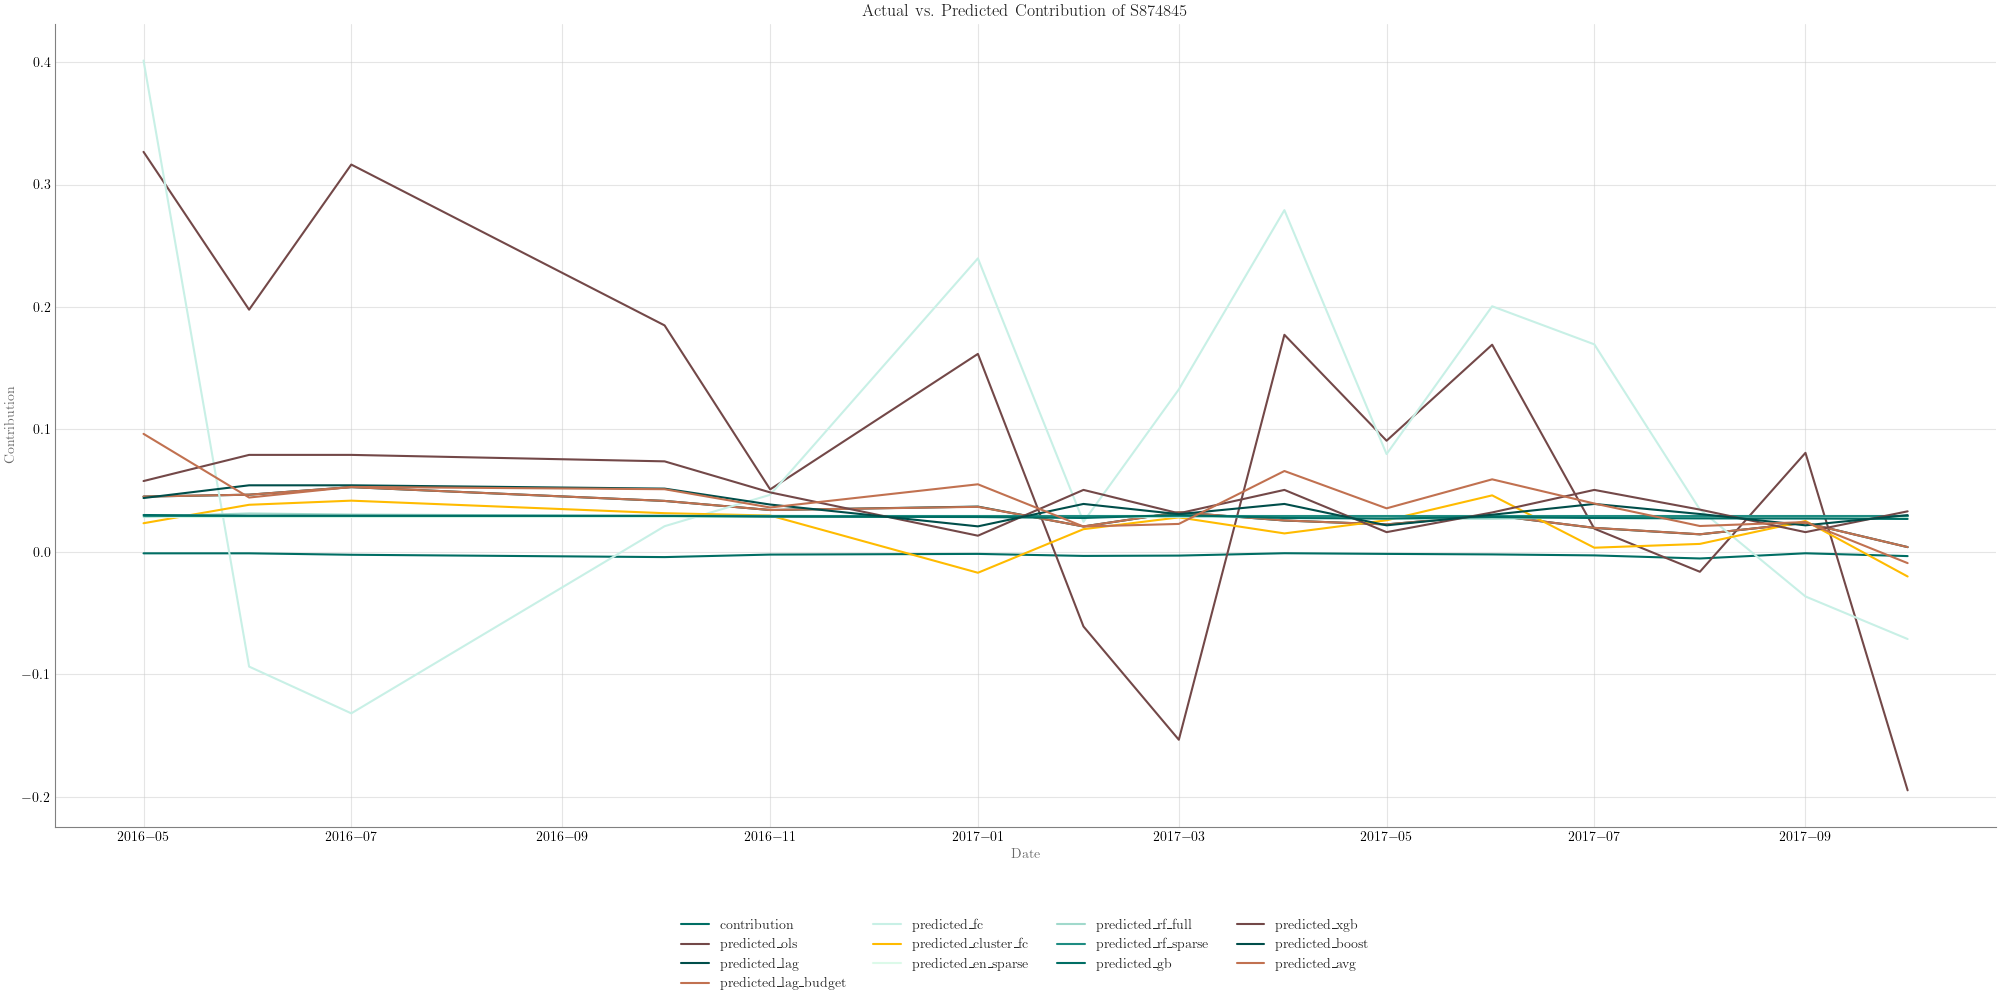 Actual vs. Predicted Contribution of S874845
Contribution
0.4
0.3
0.2
0.1
0.0
−0.1
−0.2
2016−05
2016−07
2016−09
2016−11
2017−01
2017−03
2017−05
2017−07
2017−09
Date
contribution
predicted_ols
predicted_lag
predicted_lag_budget
predicted_fc
predicted_cluster_fc
predicted_en_sparse
predicted_rf_full
predicted_rf_sparse
predicted_gb
predicted_xgb
predicted_boost
predicted_avg